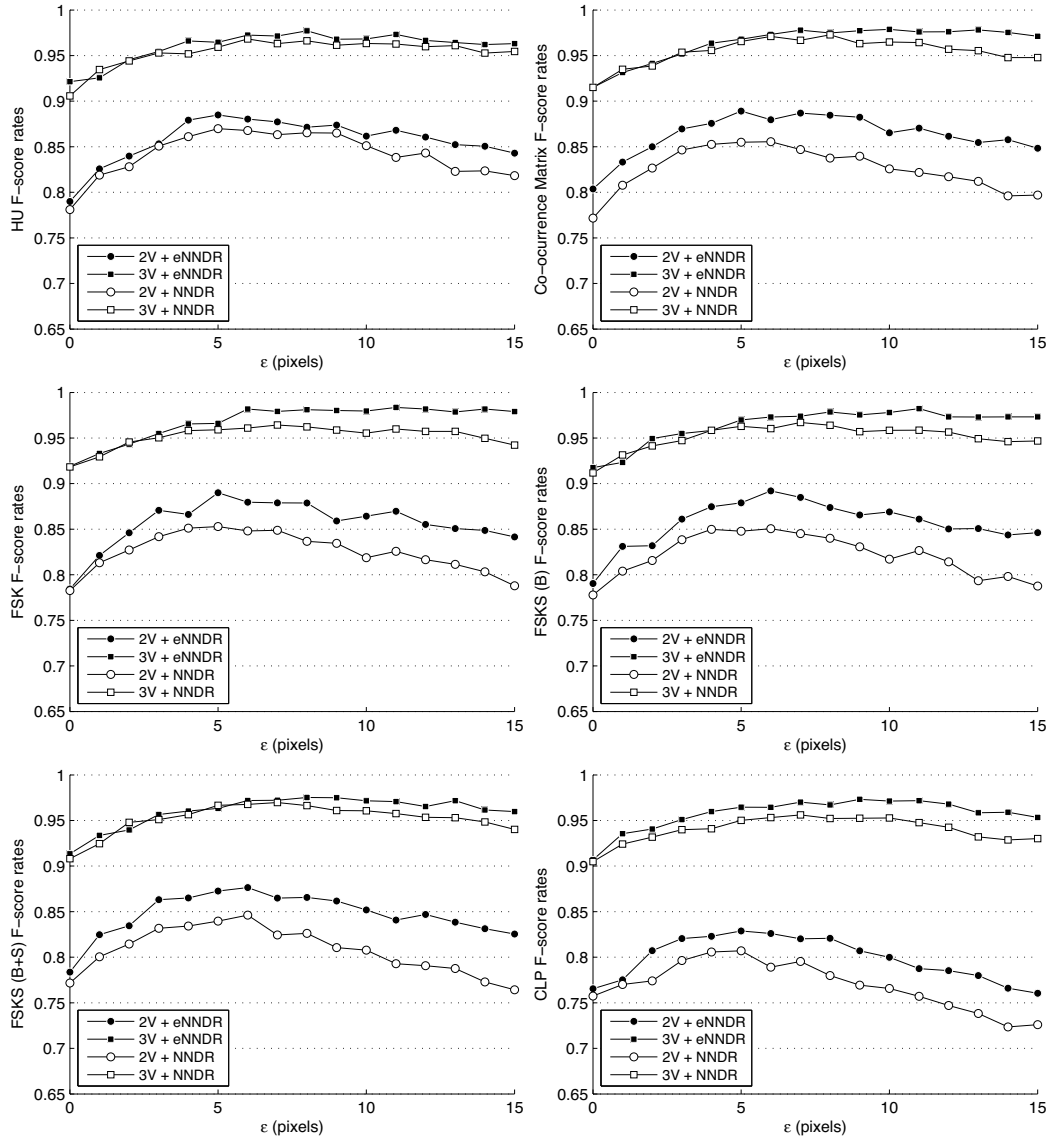 1
0.95
0.9
0.85
0.8
0.75
0.7
0.65
HU F−score rates
2V + eNNDR
3V + eNNDR
2V + NNDR
3V + NNDR
0 5 10 15
ε (pixels)
1
0.95
0.9
0.85
0.8
0.75
0.7
0.65
Co−ocurrence Matrix F−score rates
2V + eNNDR
3V + eNNDR
2V + NNDR
3V + NNDR
0 5 10 15
ε (pixels)
1
0.95
0.9
0.85
0.8
0.75
0.7
0.65
FSK F−score rates
2V + eNNDR
3V + eNNDR
2V + NNDR
3V + NNDR
0 5 10 15
ε (pixels)
1
0.95
0.9
0.85
0.8
0.75
0.7
0.65
FSKS (B) F−score rates
2V + eNNDR
3V + eNNDR
2V + NNDR
3V + NNDR
0 5 10 15
ε (pixels)
1
0.95
0.9
0.85
0.8
0.75
0.7
0.65
FSKS (B+S) F−score rates
2V + eNNDR
3V + eNNDR
2V + NNDR
3V + NNDR
0 5 10 15
ε (pixels)
1
0.95
0.9
0.85
0.8
0.75
0.7
0.65
CLP F−score rates
2V + eNNDR
3V + eNNDR
2V + NNDR
3V + NNDR
0 5 10 15
ε (pixels)